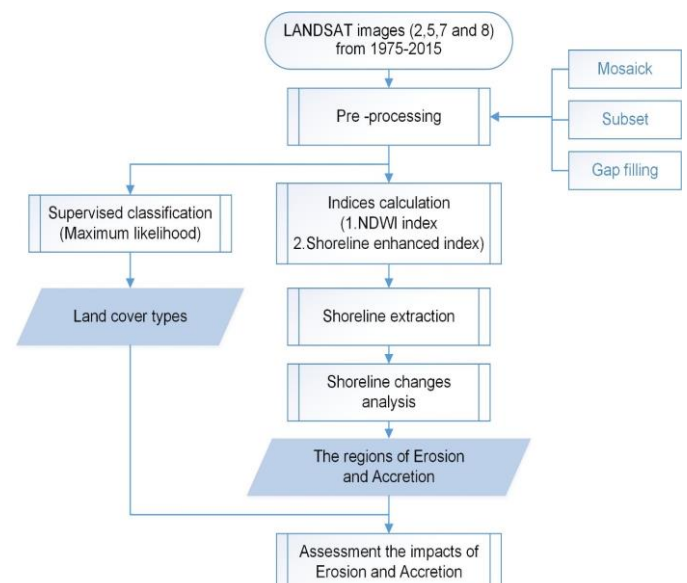 LANDSAT images (2,5,7 and 8)
from 1975-2015
Mosaick
Pre -processing
Subset
Gap filling
Supervised classification
(Maximum likelihood)
Indices calculation
(1.NDWI index
2.Shoreline enhanced index)
Land cover types
Shoreline extraction
Shoreline changes
analysis
The regions of Erosion
and Accretion
Assessment the impacts of
Erosion and Accretion